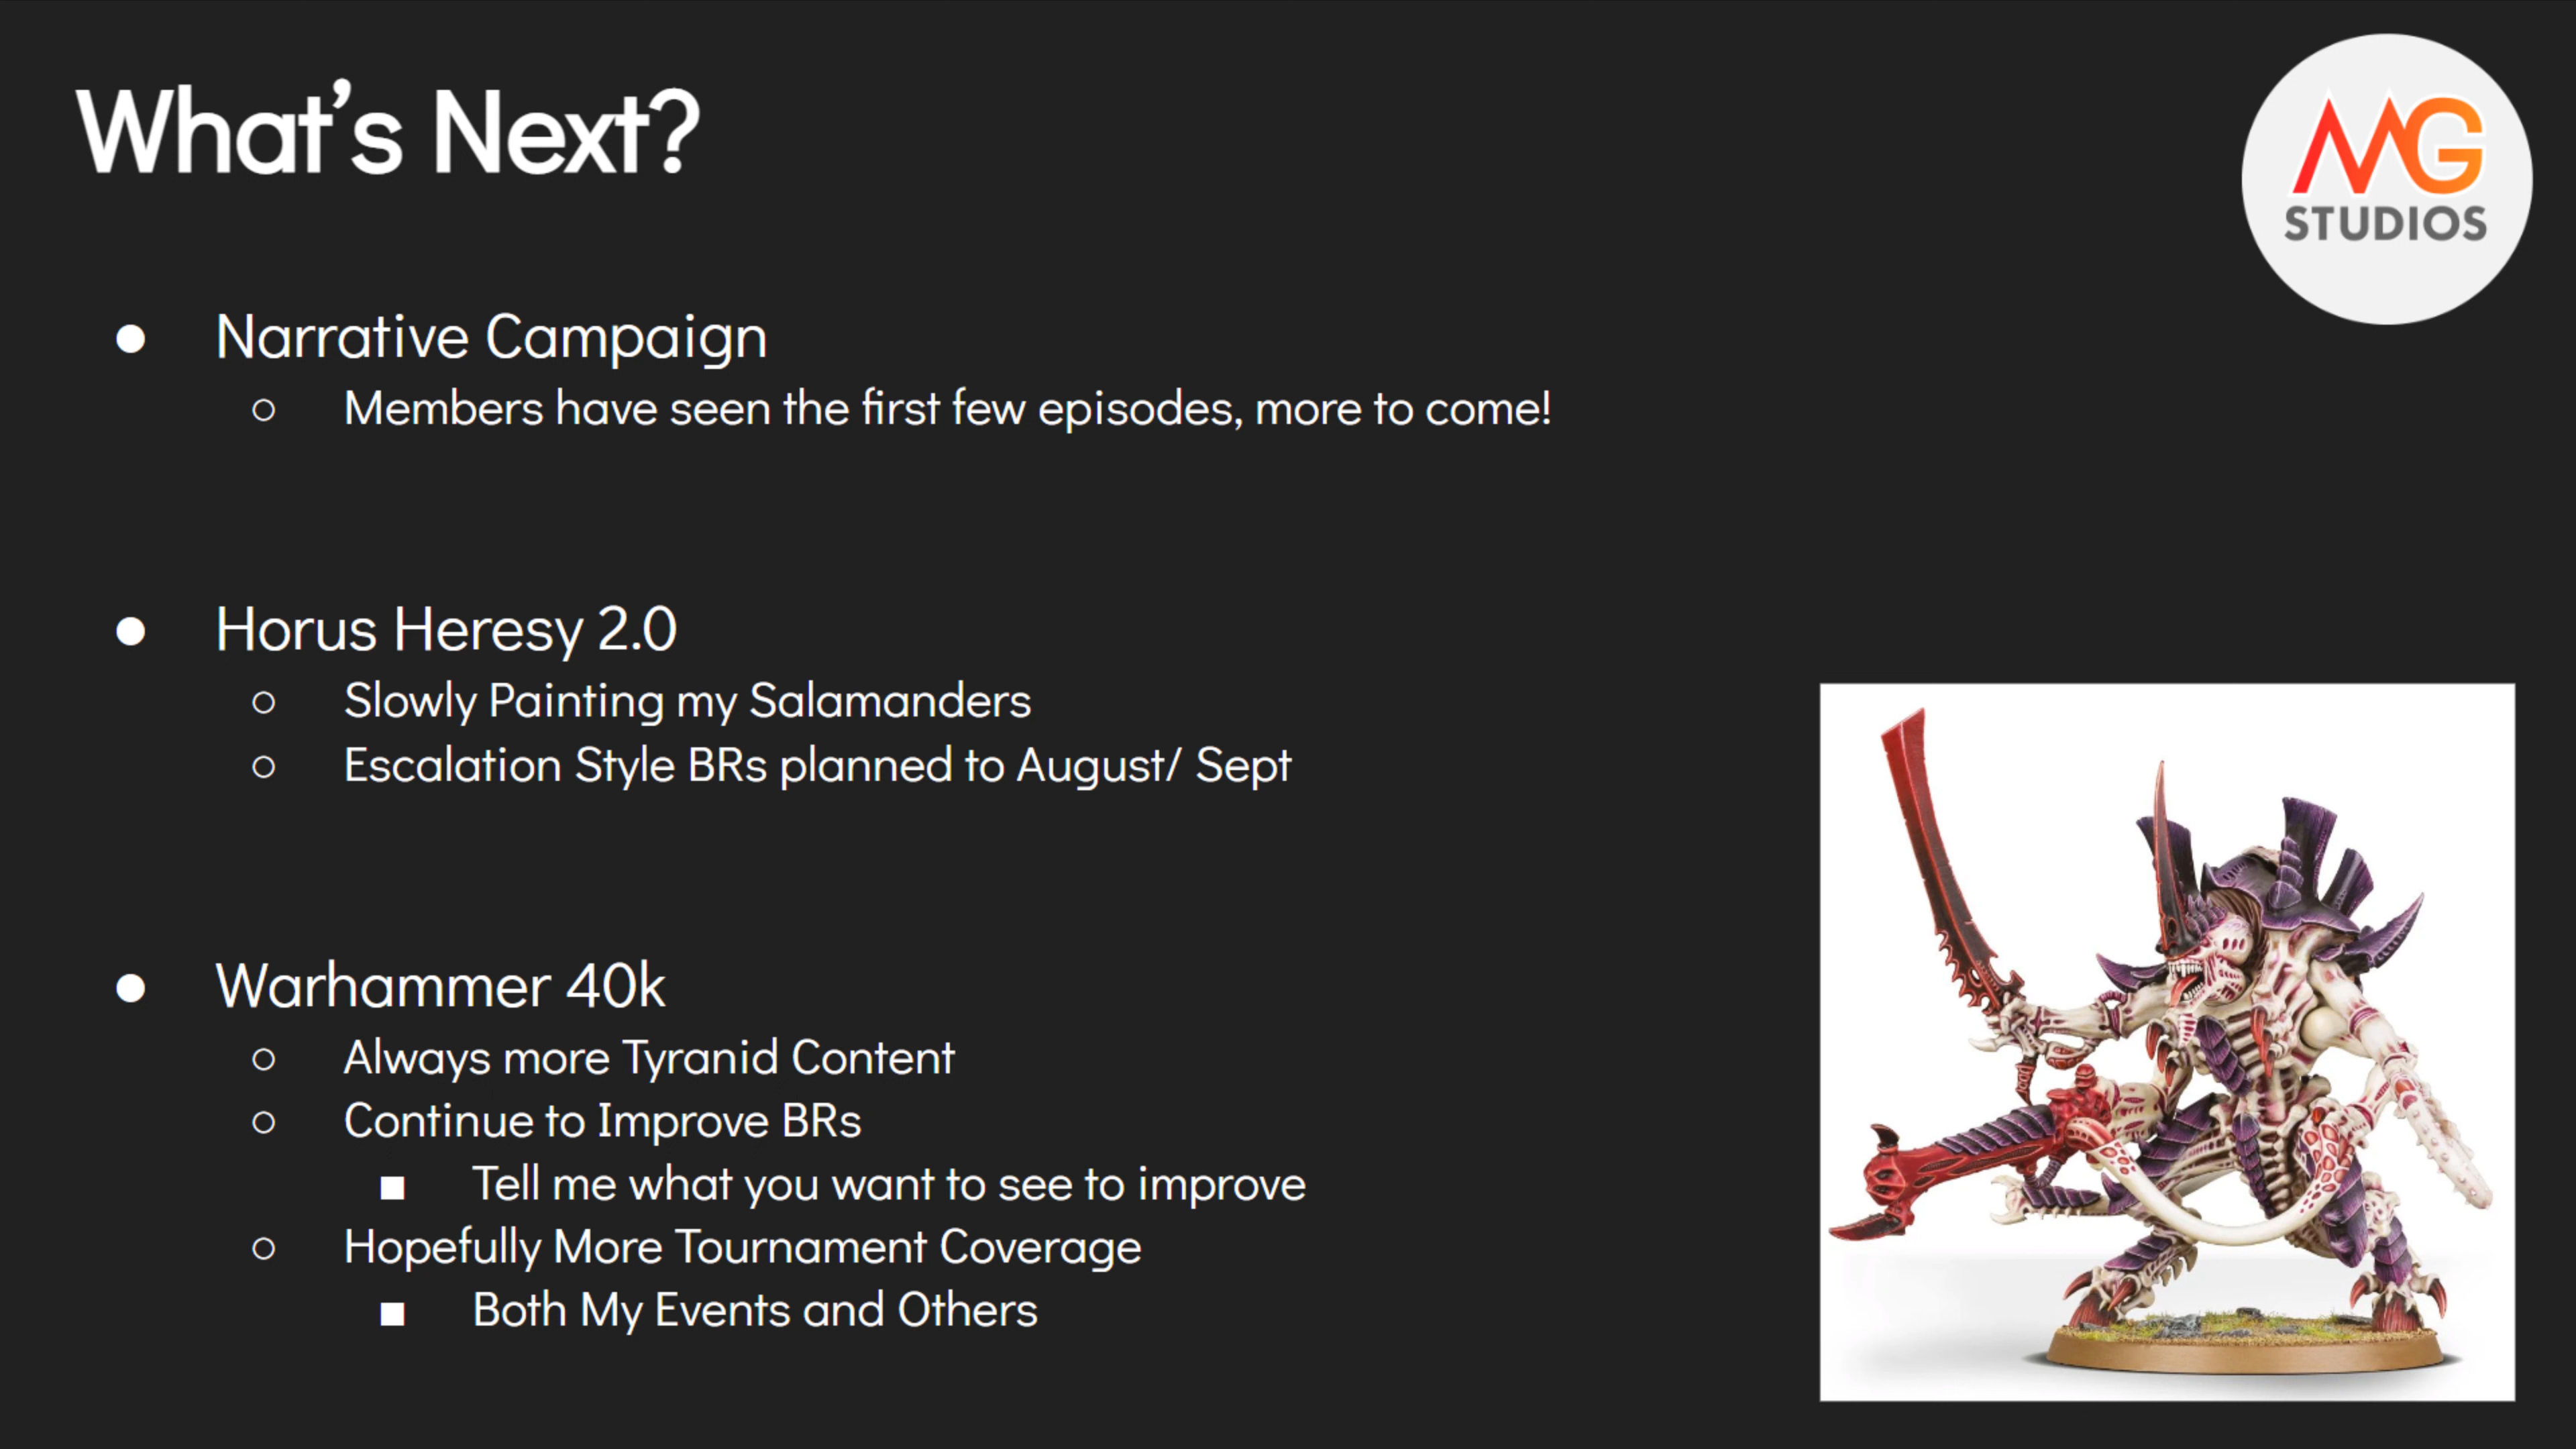 What's Next?
MG
STUDIOS
● Narrative Campaign
○ Members have seen the first few episodes, more to come!
● Horus Heresy 2.0
○ Slowly Painting my Salamanders
○ Escalation Style BRs planned to August/ Sept
● Warhammer 40k
○ Always more Tyranid Content
○ Continue to Improve BRs
■ Tell me what you want to see to improve
○ Hopefully More Tournament Coverage
■ Both My Events and Others